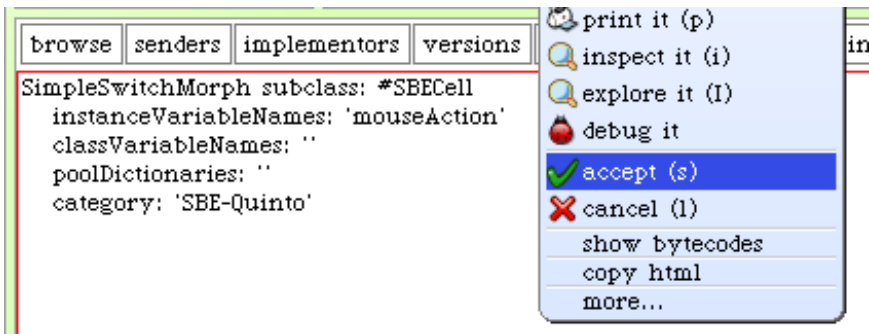 print it (p)
browse senders implementors versions in
inspect it (i)
SimpleSwitchMorph subclass: #SBECell
explore it (I)
instanceVariableNames: 'mouseAction'
debug it
classVariableNames: ''
poolDictionaries: ''
accept (s)
category: 'SBE-Quinto'
cancel (l)
show bytecodes
copy html
more...